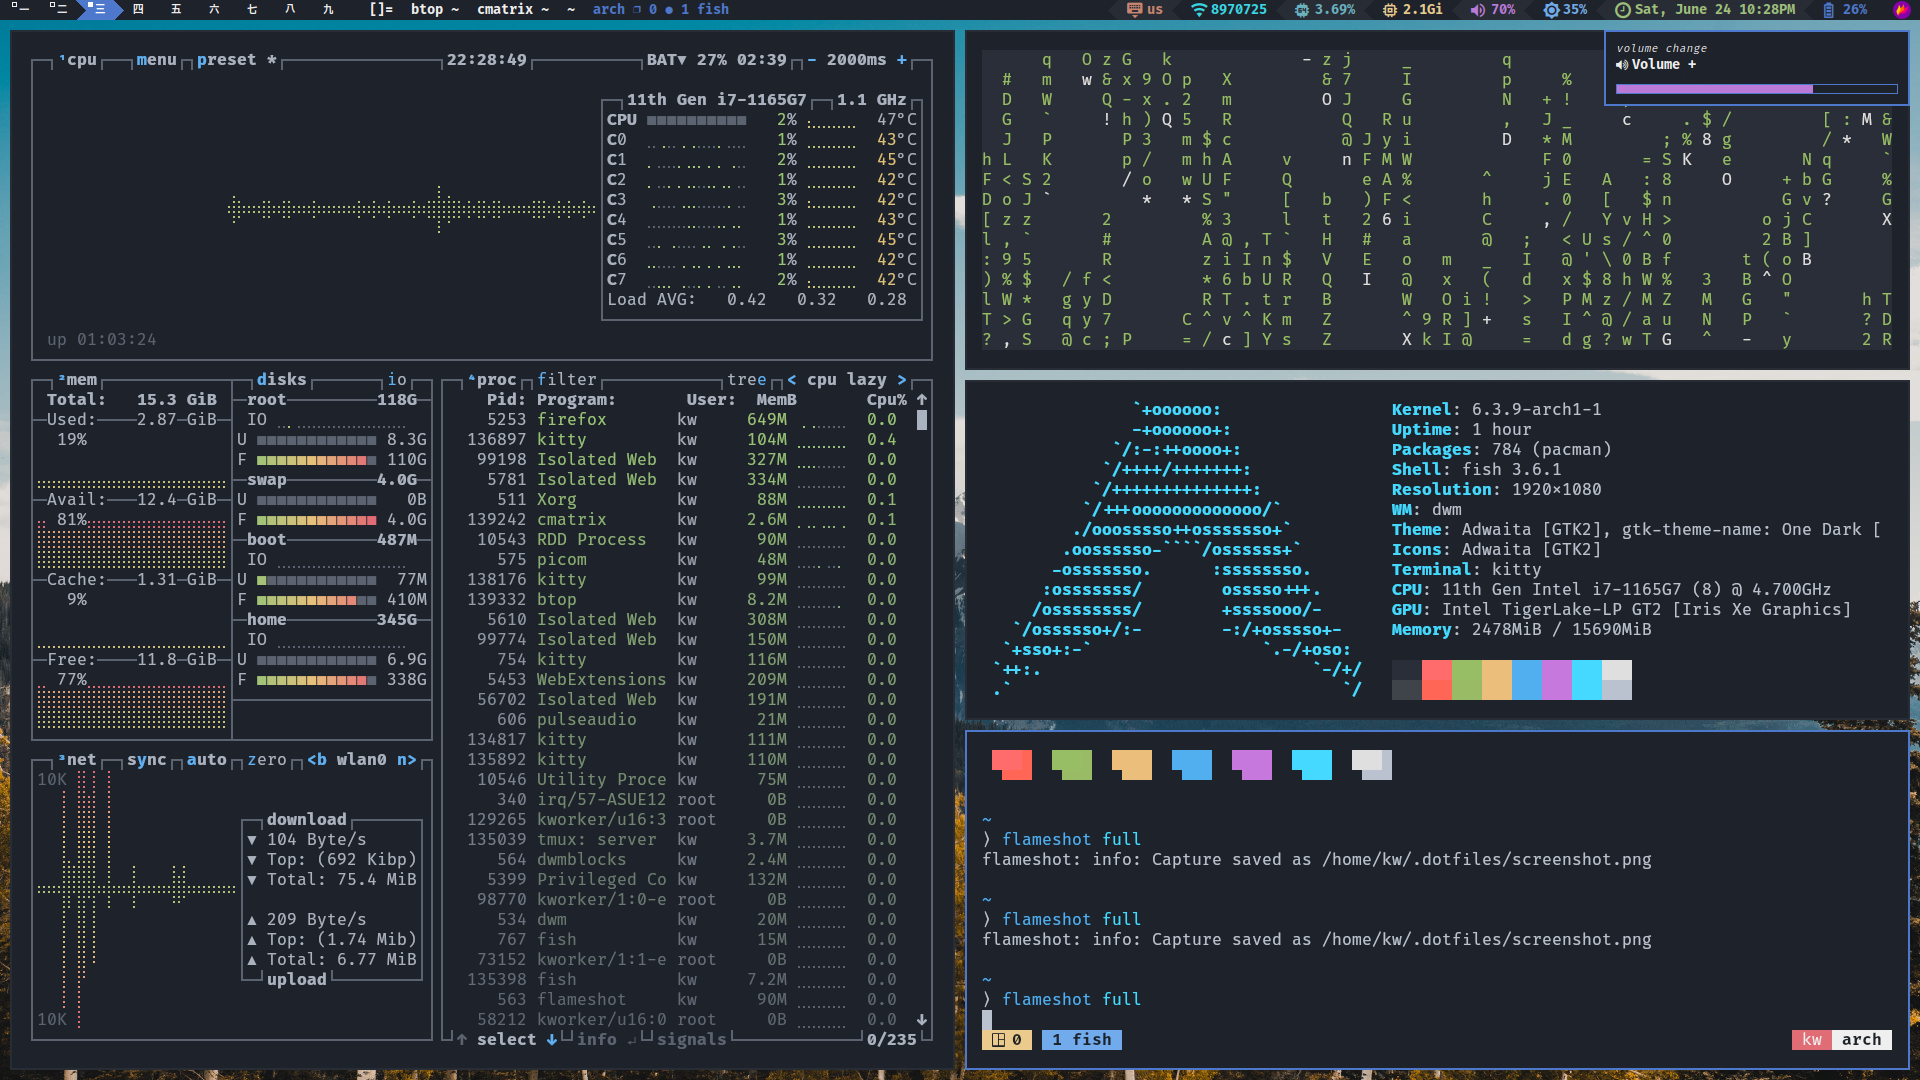 一 二 三 四 五 六 七 八 九 []= btop ~ cmatrix ~ ~ arch 0 ● 1 fish us 8970725 3.69% 2.1Gi 70% 35% Sat, June 24 10:28PM 26%
¹cpu menu preset * 22:28:49 BAT▼ 27% 02:39 - 2000ms +
11th Gen i7-1165G7 1.1 GHz
CPU 2% 47°C
C0 1% 43°C
C1 2% 45°C
C2 1% 42°C
C3 3% 42°C
C4 1% 43°C
C5 3% 45°C
C6 1% 42°C
C7 2% 42°C
Load AVG: 0.42 0.32 0.28
up 01:03:24
²mem
Total: 15.3 GiB
Used: 2.87 GiB
19%
Avail: 12.4 GiB
81%
Cache: 1.31 GiB
9%
Free: 11.8 GiB
77%
disks io
root 118G
IO
U 8.3G
F 110G
swap 4.0G
U 0B
F 4.0G
boot 487M
IO
U 77M
F 410M
home 345G
IO
U 6.9G
F 338G
³net sync auto zero <b wlan0 n>
10K
download
▼ 104 Byte/s
▼ Top: (692 Kibp)
▼ Total: 75.4 MiB
▲ 209 Byte/s
▲ Top: (1.74 Mib)
▲ Total: 6.77 MiB
upload
10K
⁴proc filter tree < cpu lazy >
Pid: Program: User: MemB Cpu% ↑
5253 firefox kw 649M 0.0
136897 kitty kw 104M 0.4
99198 Isolated Web kw 327M 0.0
5781 Isolated Web kw 334M 0.0
511 Xorg kw 88M 0.1
139242 cmatrix kw 2.6M 0.1
10543 RDD Process kw 90M 0.0
575 picom kw 48M 0.0
138176 kitty kw 99M 0.0
139332 btop kw 8.2M 0.0
5610 Isolated Web kw 308M 0.0
99774 Isolated Web kw 150M 0.0
754 kitty kw 116M 0.0
5453 WebExtensions kw 209M 0.0
56702 Isolated Web kw 191M 0.0
606 pulseaudio kw 21M 0.0
134817 kitty kw 111M 0.0
135892 kitty kw 110M 0.0
10546 Utility Proce kw 75M 0.0
340 irq/57-ASUE12 root 0B 0.0
129265 kworker/u16:3 root 0B 0.0
135039 tmux: server kw 3.7M 0.0
564 dwmblocks kw 2.4M 0.0
5399 Privileged Co kw 132M 0.0
98770 kworker/1:0-e root 0B 0.0
534 dwm kw 20M 0.0
767 fish kw 15M 0.0
73152 kworker/1:1-e root 0B 0.0
135398 fish kw 7.2M 0.0
563 flameshot kw 90M 0.0
58212 kworker/u16:0 root 0B 0.0 ↓
↑ select ↓ info ↵ signals 0/235
volume change
Volume +
Kernel: 6.3.9-arch1-1
Uptime: 1 hour
Packages: 784 (pacman)
Shell: fish 3.6.1
Resolution: 1920×1080
WM: dwm
Theme: Adwaita [GTK2], gtk-theme-name: One Dark [
Icons: Adwaita [GTK2]
Terminal: kitty
CPU: 11th Gen Intel i7-1165G7 (8) @ 4.700GHz
GPU: Intel TigerLake-LP GT2 [Iris Xe Graphics]
Memory: 2478MiB / 15690MiB
~
⟩ flameshot full
flameshot: info: Capture saved as /home/kw/.dotfiles/screenshot.png
~
⟩ flameshot full
flameshot: info: Capture saved as /home/kw/.dotfiles/screenshot.png
~
⟩ flameshot full
0 1 fish kw arch